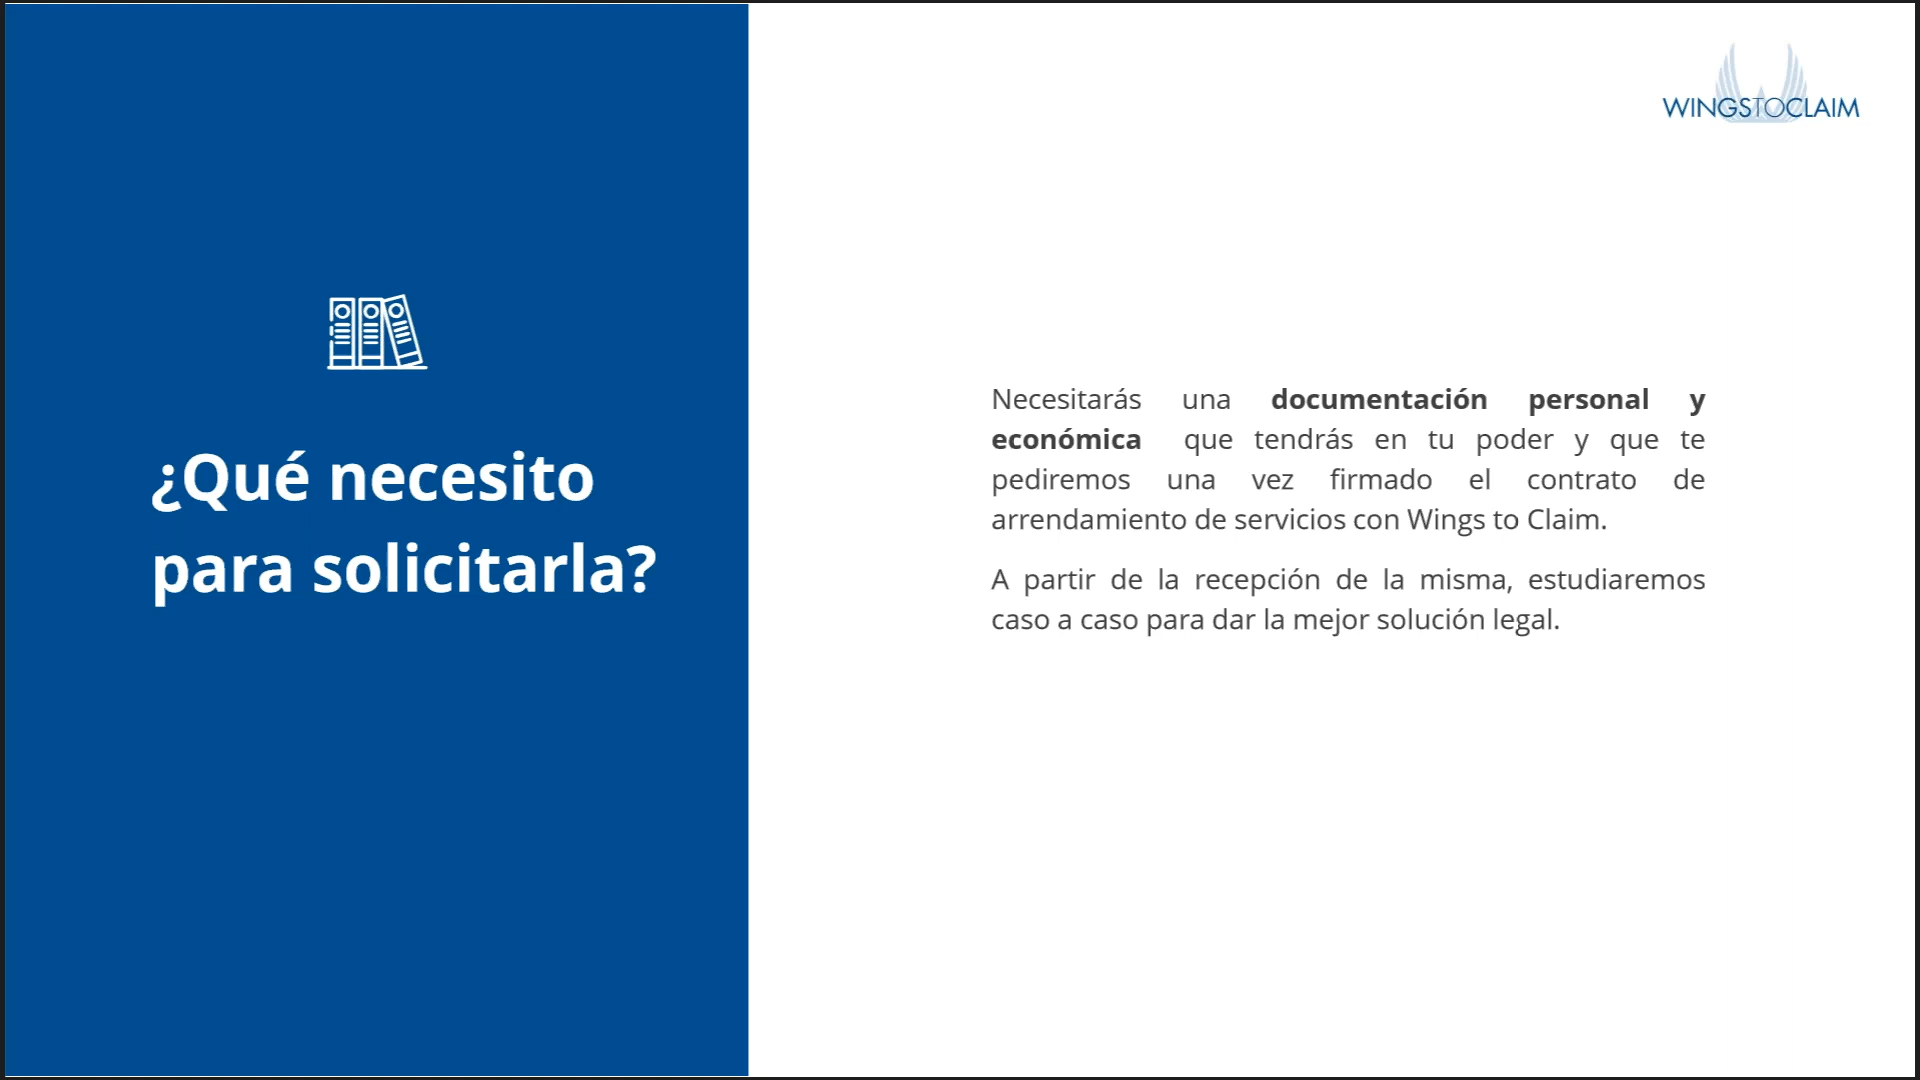 WINGSTOCLAIM
¿Qué necesito
para solicitarla?
Necesitarás una documentación personal y
económica que tendrás en tu poder y que te
pediremos una vez firmado el contrato de
arrendamiento de servicios con Wings to Claim.
A partir de la recepción de la misma, estudiaremos
caso a caso para dar la mejor solución legal.